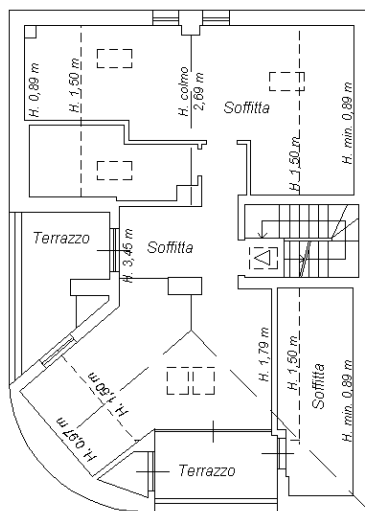 H. 0,89 m
H. 1,50 m
H. colmo
2,69 m
Soffitta
H. 1,50 m
H. min. 0,89 m
Terrazzo
Soffitta
H. 3,45 m
H. 1,50 m
H. 0,97 m
H. 1,79 m
H. 1,50 m
Soffitta
H. min. 0,89 m
Terrazzo